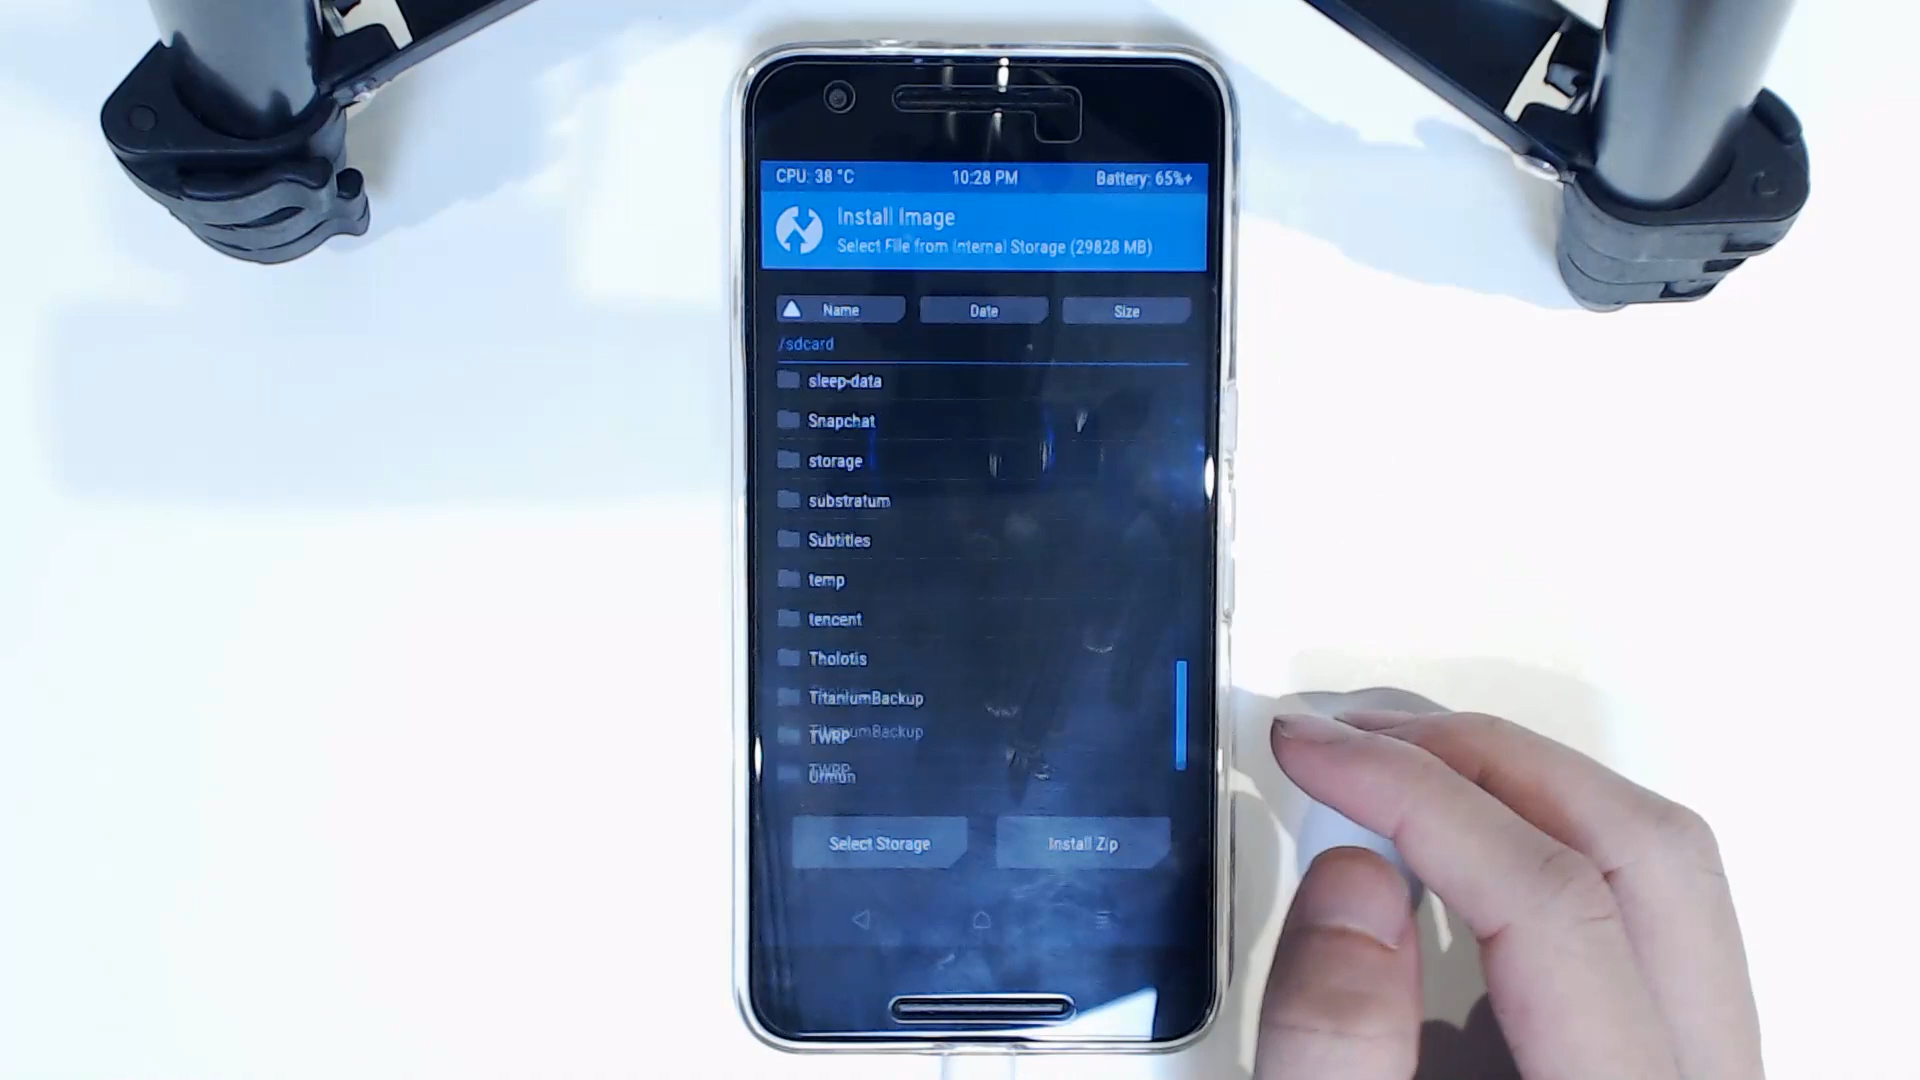 CPU: 38 °C 10:28 PM Battery: 65%+
Install Image
Select File from Internal Storage (29828 MB)
Name Date Size
/sdcard
sleep-data
Snapchat
storage
substratum
Subtitles
temp
tencent
Tholotis
TitaniumBackup
TWRP
Select Storage Install Zip